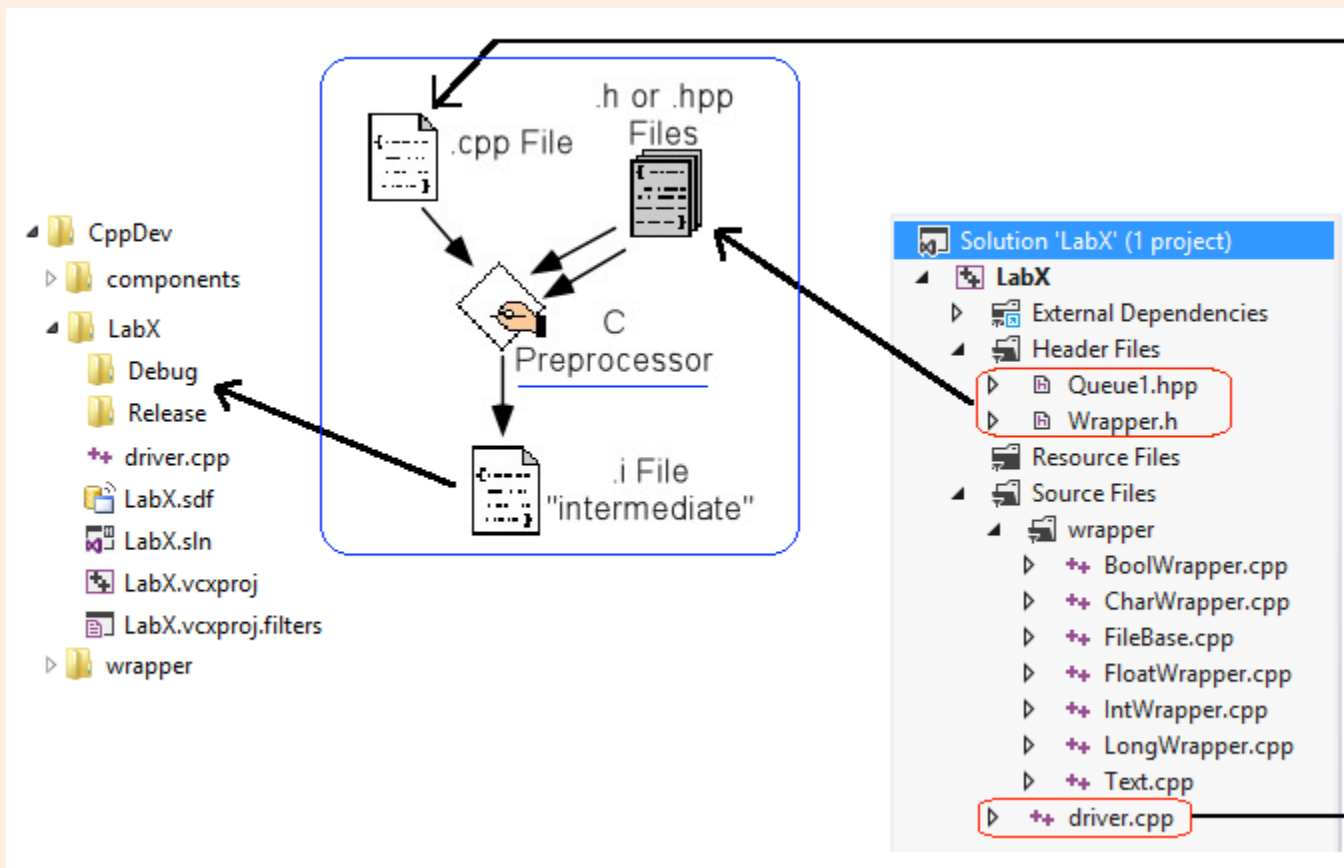 CppDev
components
LabX
Debug
Release
driver.cpp
LabX.sdf
LabX.sln
LabX.vcxproj
LabX.vcxproj.filters
wrapper
.cpp File
.h or .hpp
Files
C
Preprocessor
.i File
"intermediate"
Solution 'LabX' (1 project)
LabX
External Dependencies
Header Files
Queue1.hpp
Wrapper.h
Resource Files
Source Files
wrapper
BoolWrapper.cpp
CharWrapper.cpp
FileBase.cpp
FloatWrapper.cpp
IntWrapper.cpp
LongWrapper.cpp
Text.cpp
driver.cpp